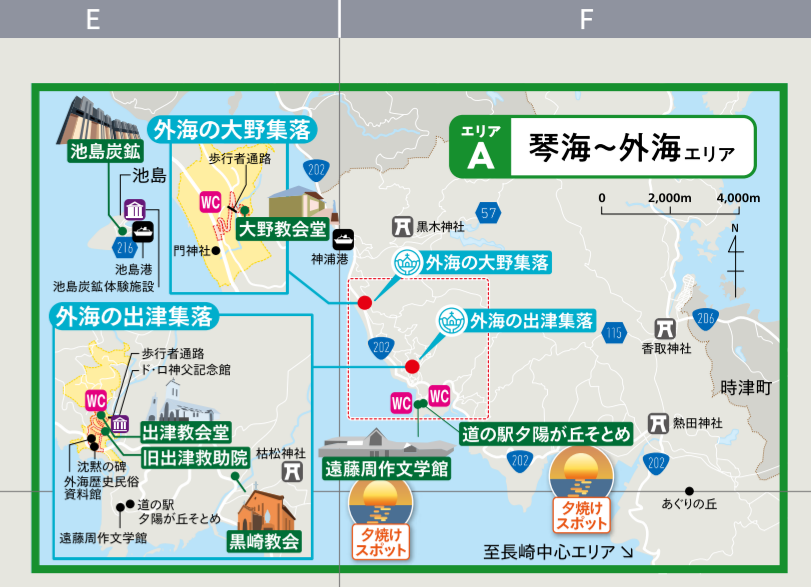 E
F
エリア
A
琴海～外海エリア
0 2,000m 4,000m
N
池島炭鉱
池島
216
池島港
池島炭鉱体験施設
外海の大野集落
歩行者通路
WC
大野教会堂
門神社
202
神浦港
黒木神社
57
外海の大野集落
外海の出津集落
202
115
香取神社
206
時津町
WC
WC
道の駅夕陽が丘そとめ
熱田神社
遠藤周作文学館
202
202
あぐりの丘
夕焼け
スポット
夕焼け
スポット
至長崎中心エリア
外海の出津集落
歩行者通路
ド・ロ神父記念館
WC
出津教会堂
旧出津救助院
枯松神社
沈黙の碑
外海歴史民俗
資料館
道の駅
夕陽が丘そとめ
遠藤周作文学館
黒崎教会